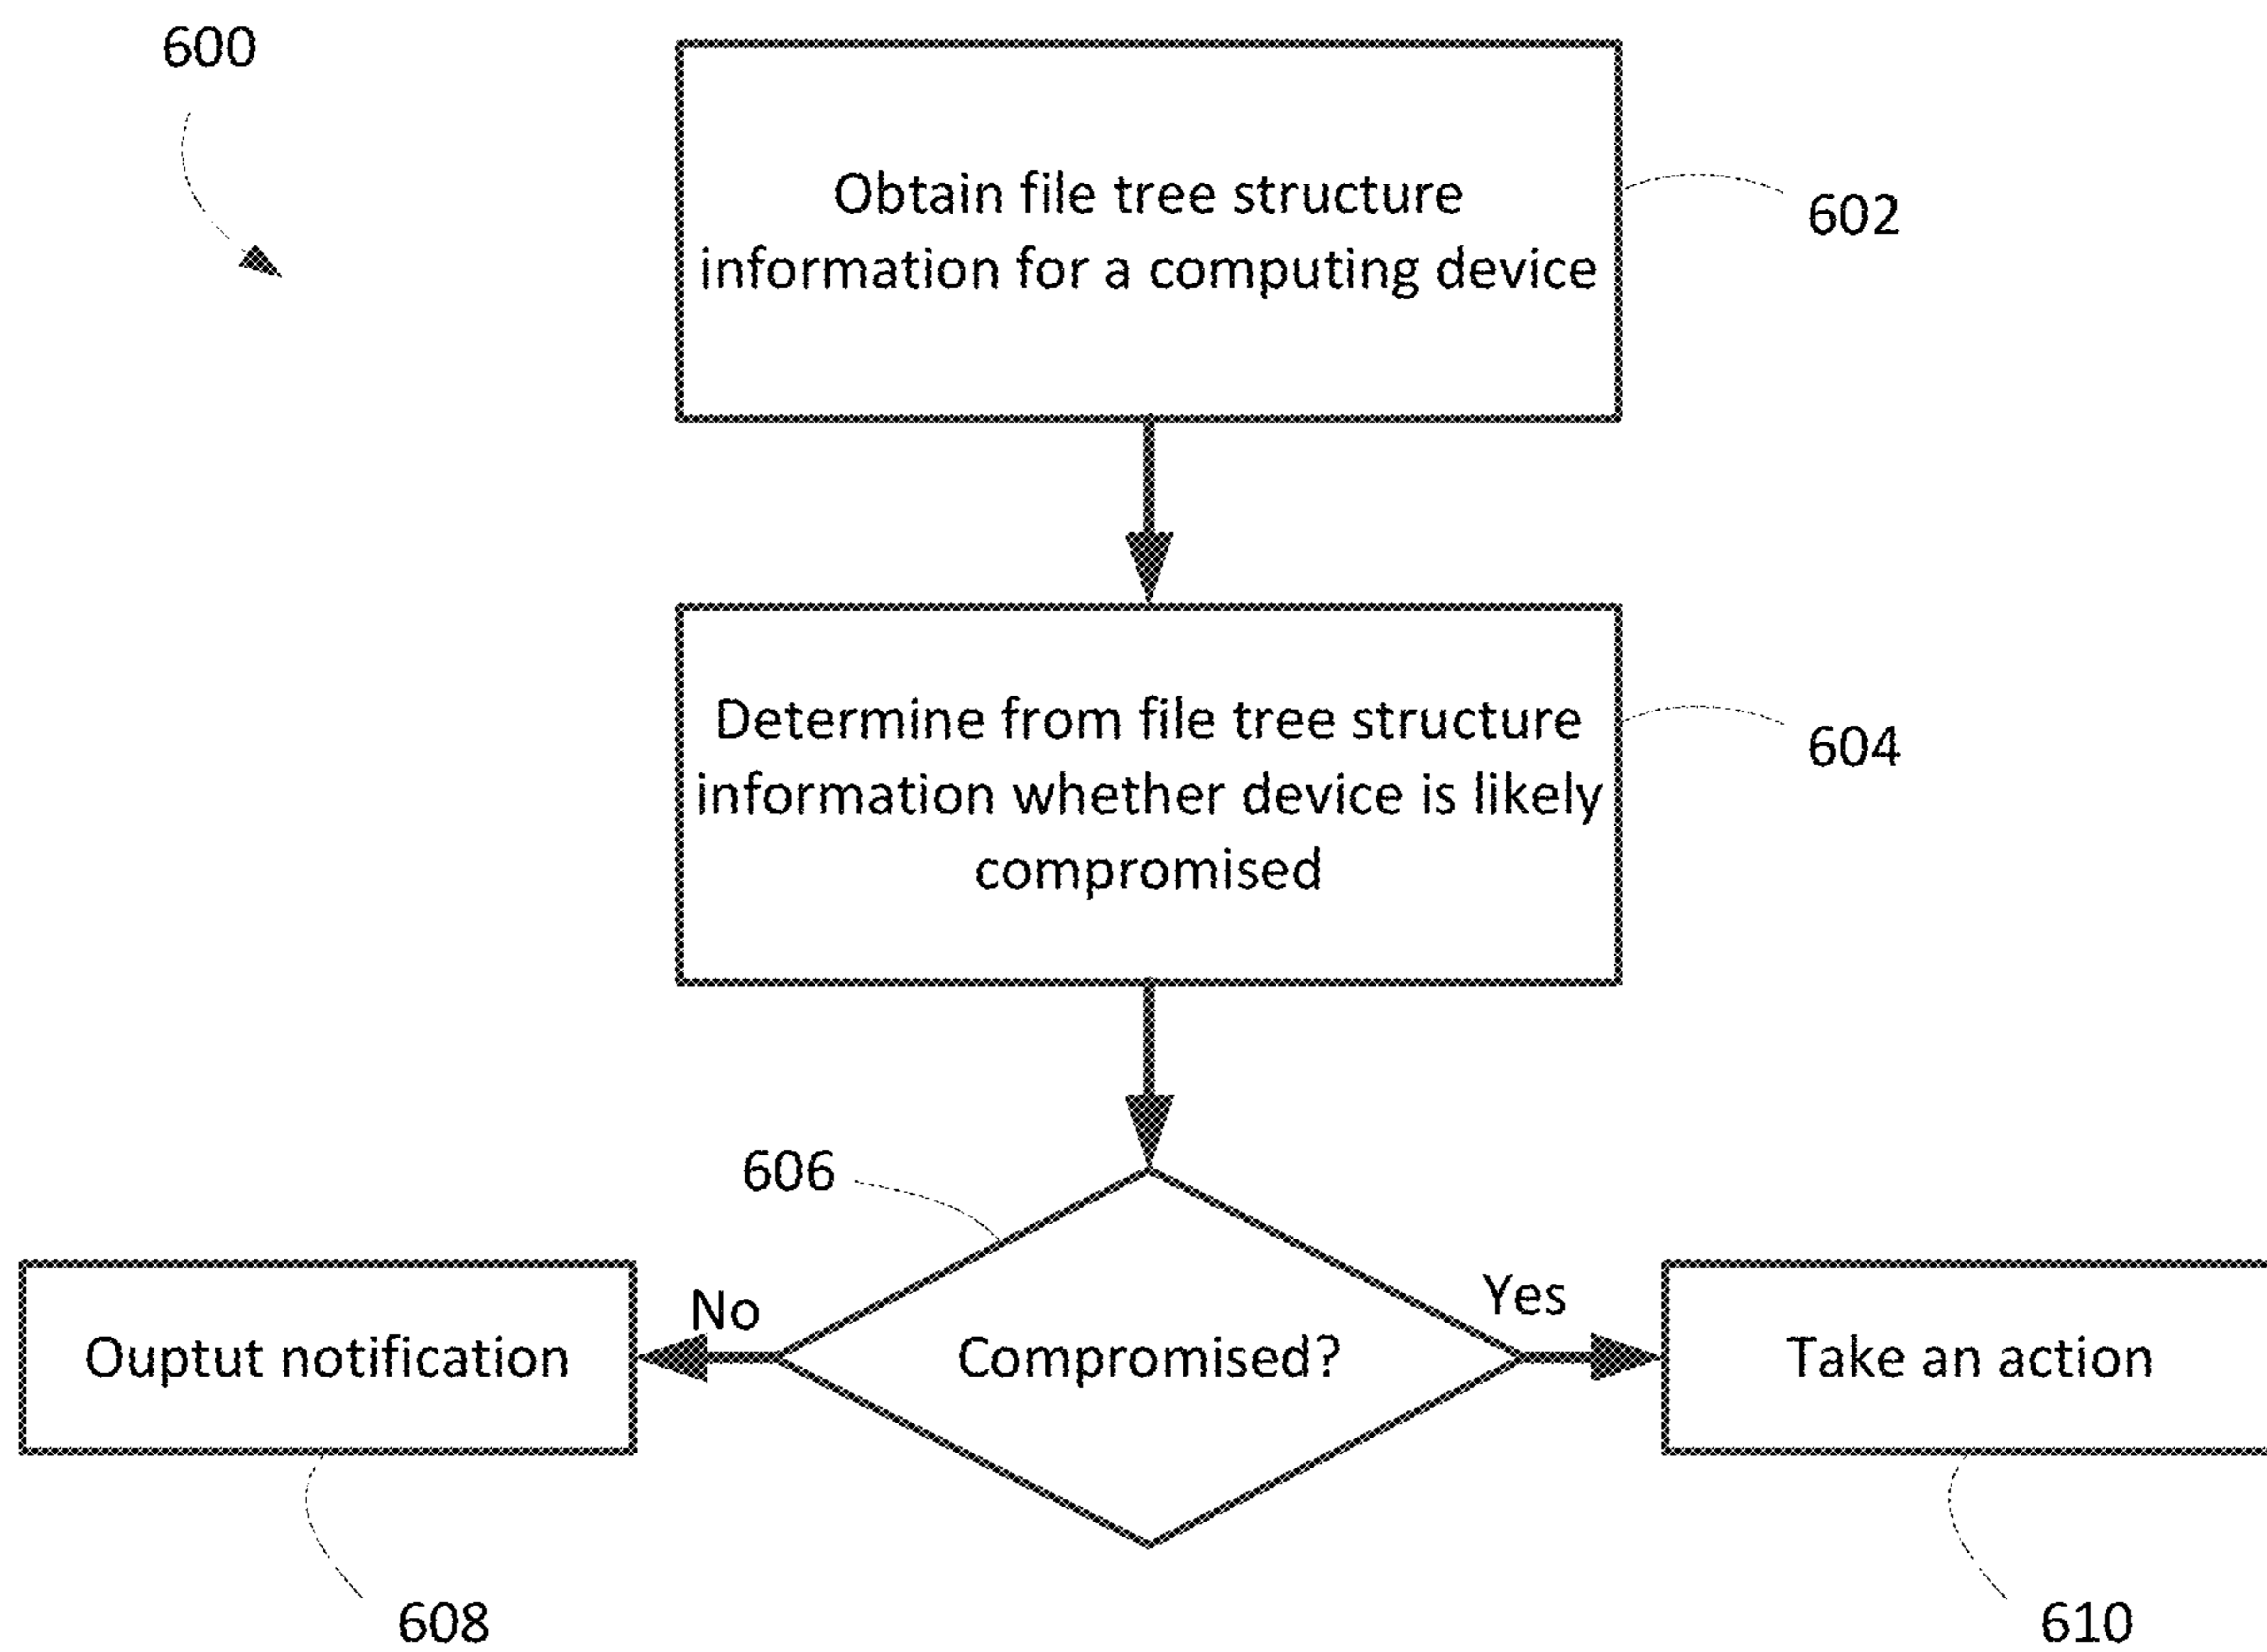 600
Obtain file tree structure
information for a computing device
602
Determine from file tree structure
information whether device is likely
compromised
604
606
No
Yes
Ouptut notification
Compromised?
Take an action
608
610